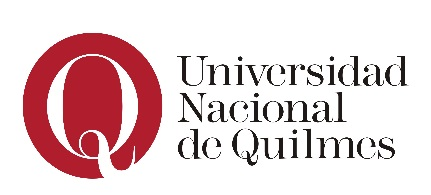 Q
Universidad
Nacional
de Quilmes